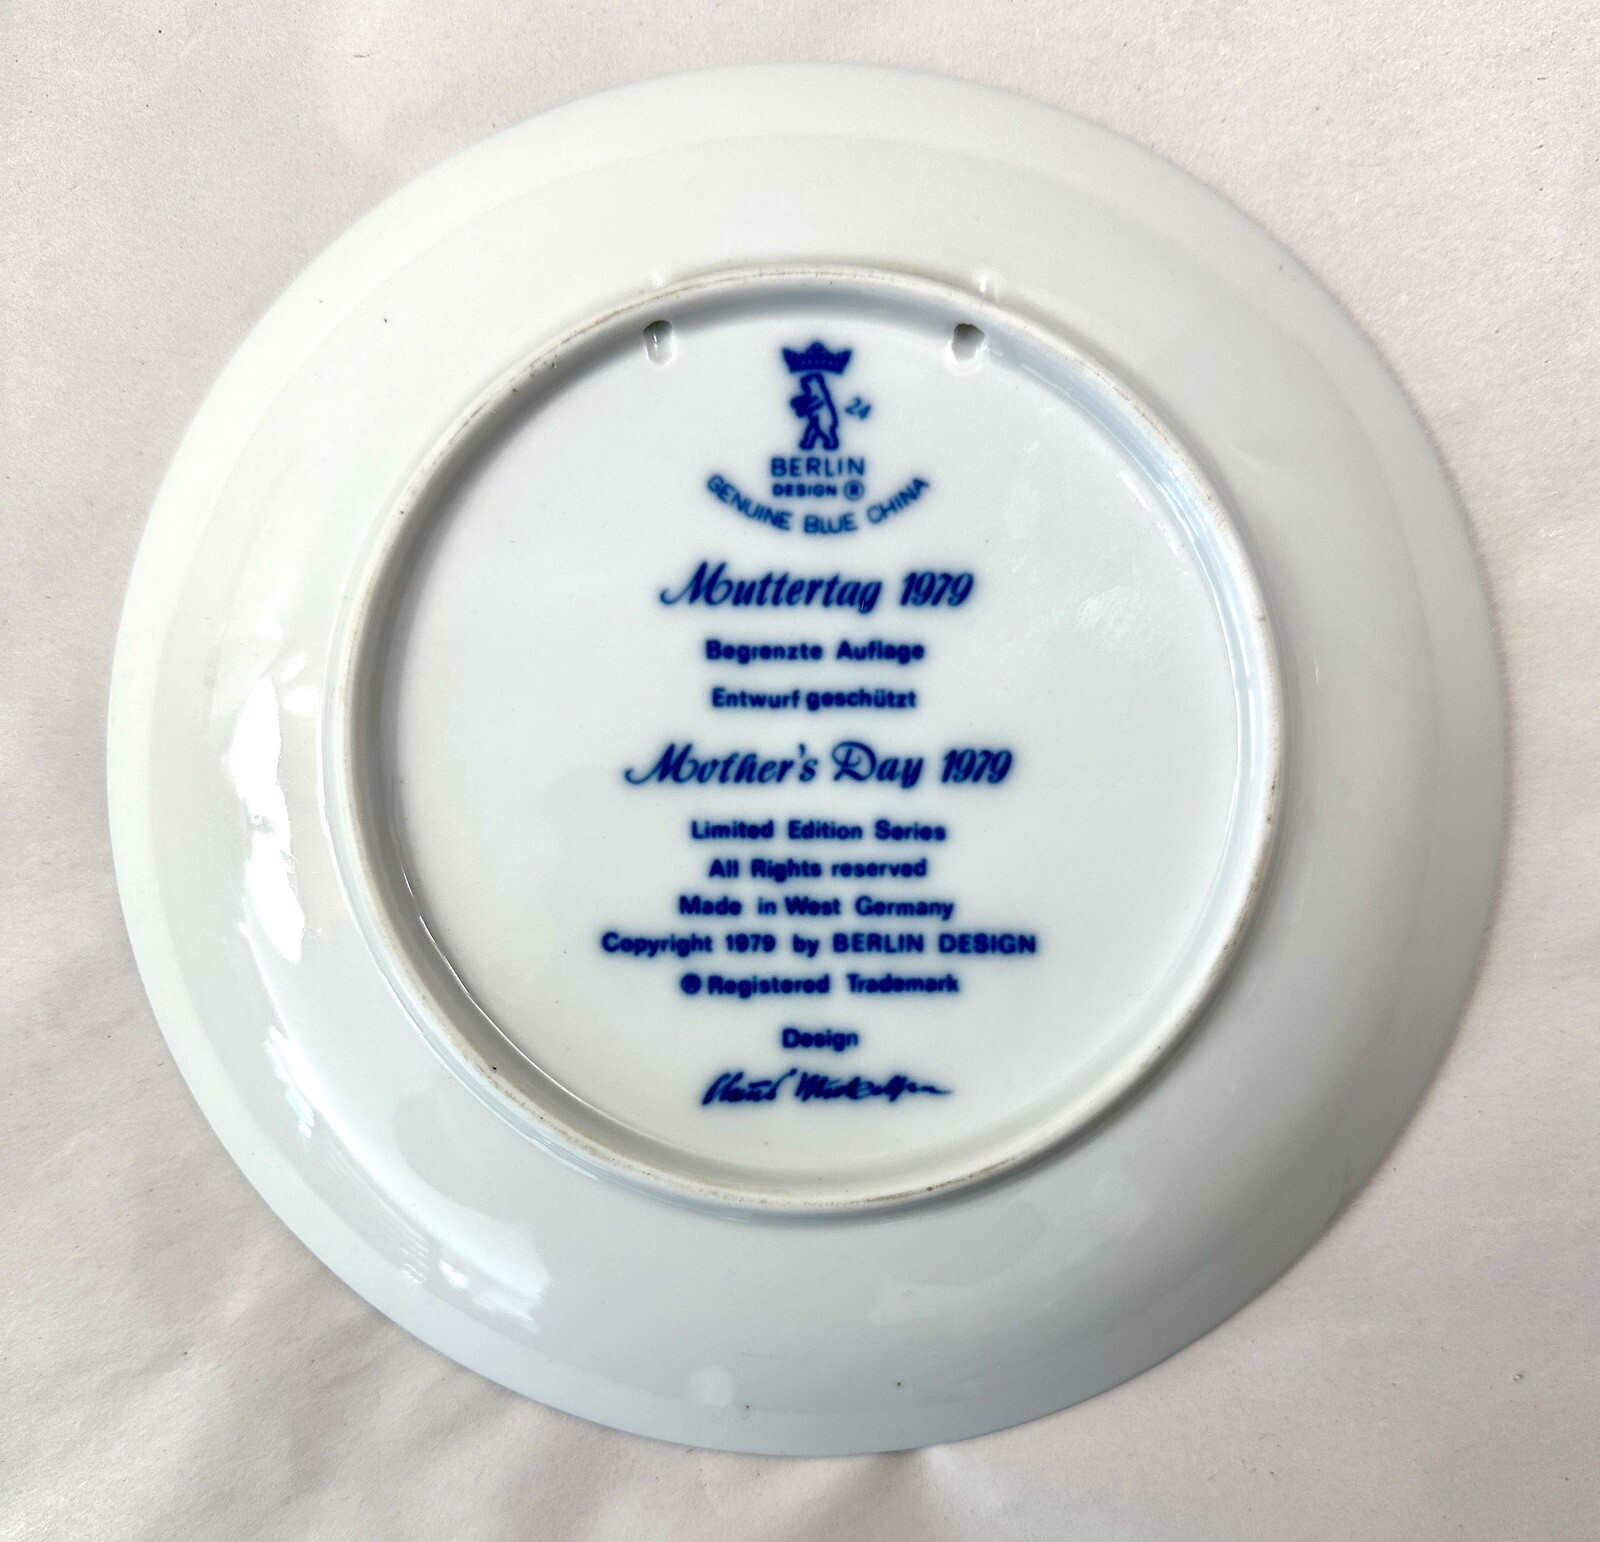 24
BERLIN
DESIGN ®
GENUINE BLUE CHINA
Muttertag 1979
Begrenzte Auflage
Entwurf geschützt
Mother's Day 1979
Limited Edition Series
All Rights reserved
Made in West Germany
Copyright 1979 by BERLIN DESIGN
® Registered Trademark
Design